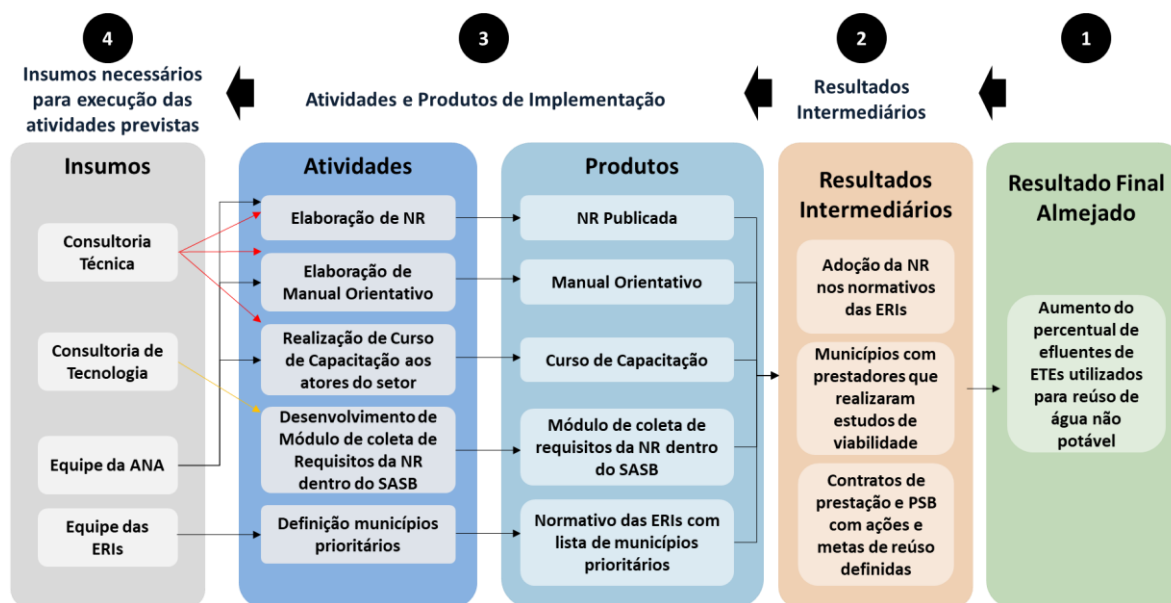 4
3
2
1
Insumos necessários
para execução das
atividades previstas
Atividades e Produtos de Implementação
Resultados
Intermediários
Insumos
Consultoria
Técnica
Consultoria de
Tecnologia
Equipe da ANA
Equipe das
ERIs
Atividades
Elaboração de NR
Elaboração de
Manual Orientativo
Realização de Curso
de Capacitação aos
atores do setor
Desenvolvimento de
Módulo de coleta de
Requisitos da NR
dentro do SASB
Definição municípios
prioritários
Produtos
NR Publicada
Manual Orientativo
Curso de Capacitação
Módulo de coleta de
requisitos da NR dentro
do SASB
Normativo das ERIs com
lista de municípios
prioritários
Resultados
Intermediários
Adoção da NR
nos normativos
das ERIs
Municípios com
prestadores que
realizaram
estudos de
viabilidade
Contratos de
prestação e PSB
com ações e
metas de reúso
definidas
Resultado Final
Almejado
Aumento do
percentual de
efluentes de
ETEs utilizados
para reúso de
água não
potável